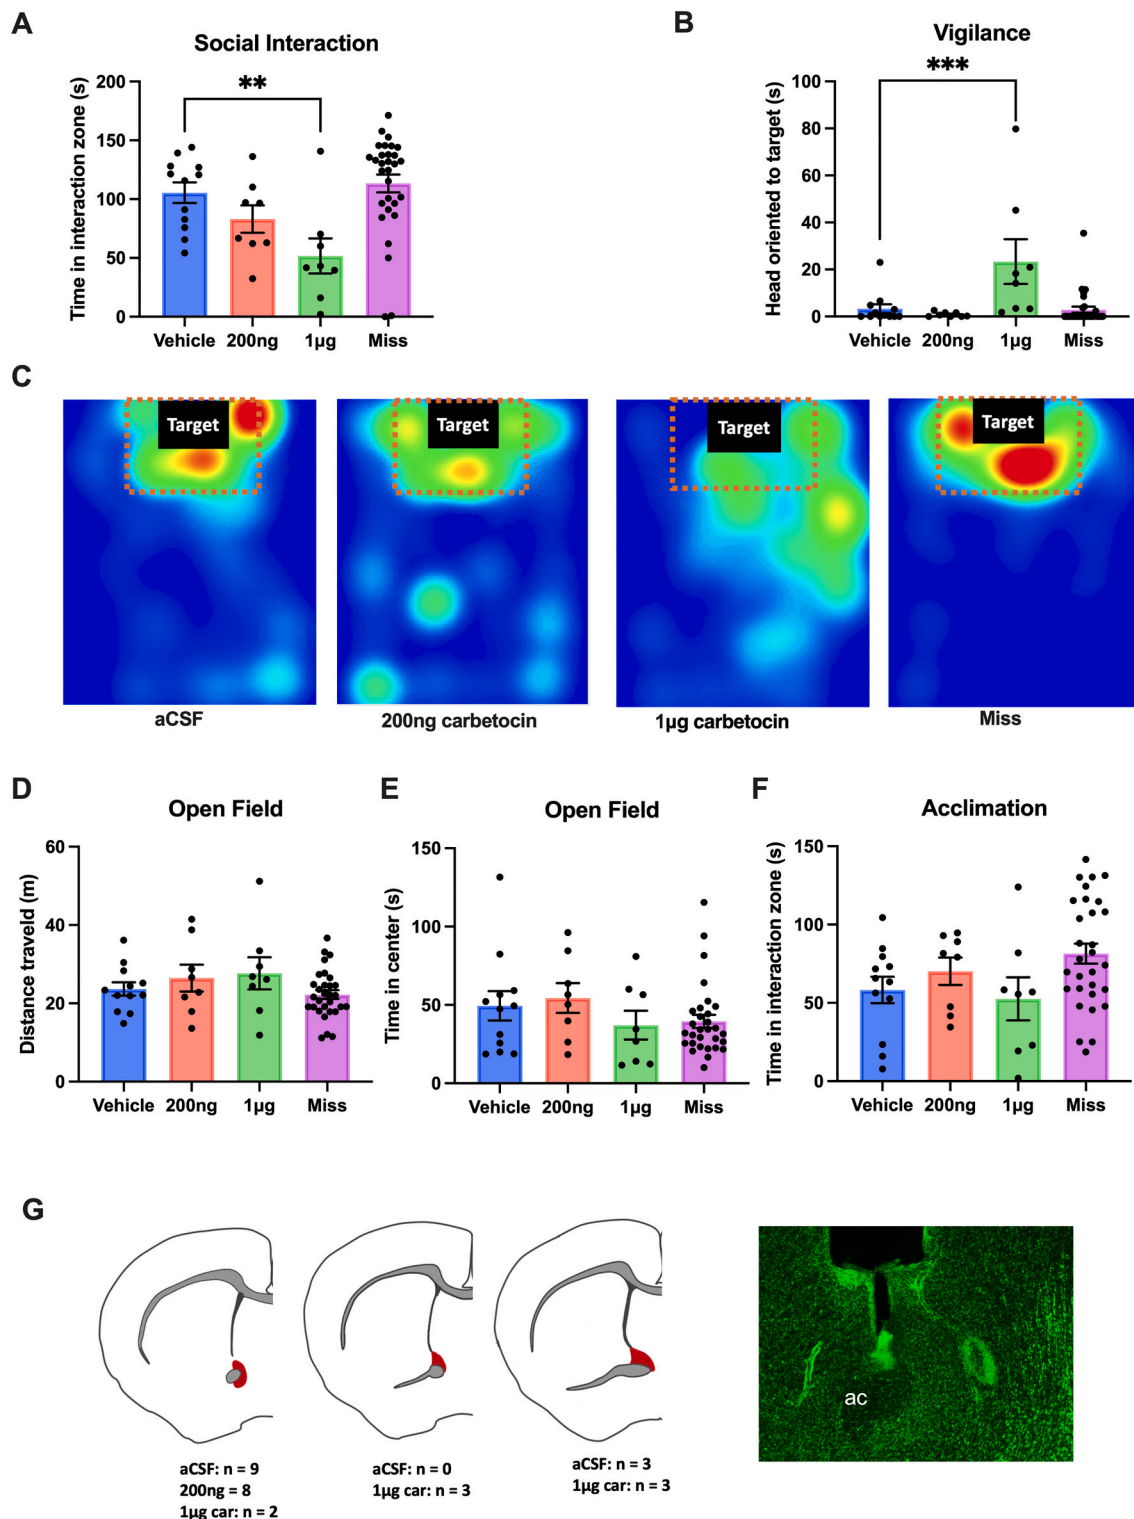 A
Social Interaction
Time in interaction zone (s)
200
150
100
50
0
**
Vehicle 200ng 1µg Miss
B
Vigilance
Head oriented to target (s)
100
80
60
40
20
0
***
Vehicle 200ng 1µg Miss
C
Target
Target
Target
Target
aCSF
200ng carbetocin
1µg carbetocin
Miss
D
Open Field
Distance traveld (m)
60
40
20
0
Vehicle 200ng 1µg Miss
E
Open Field
Time in center (s)
150
100
50
0
Vehicle 200ng 1µg Miss
F
Acclimation
Time in interaction zone (s)
150
100
50
0
Vehicle 200ng 1µg Miss
G
aCSF: n = 9
200ng = 8
1µg car: n = 2
aCSF: n = 0
1µg car: n = 3
aCSF: n = 3
1µg car: n = 3
ac